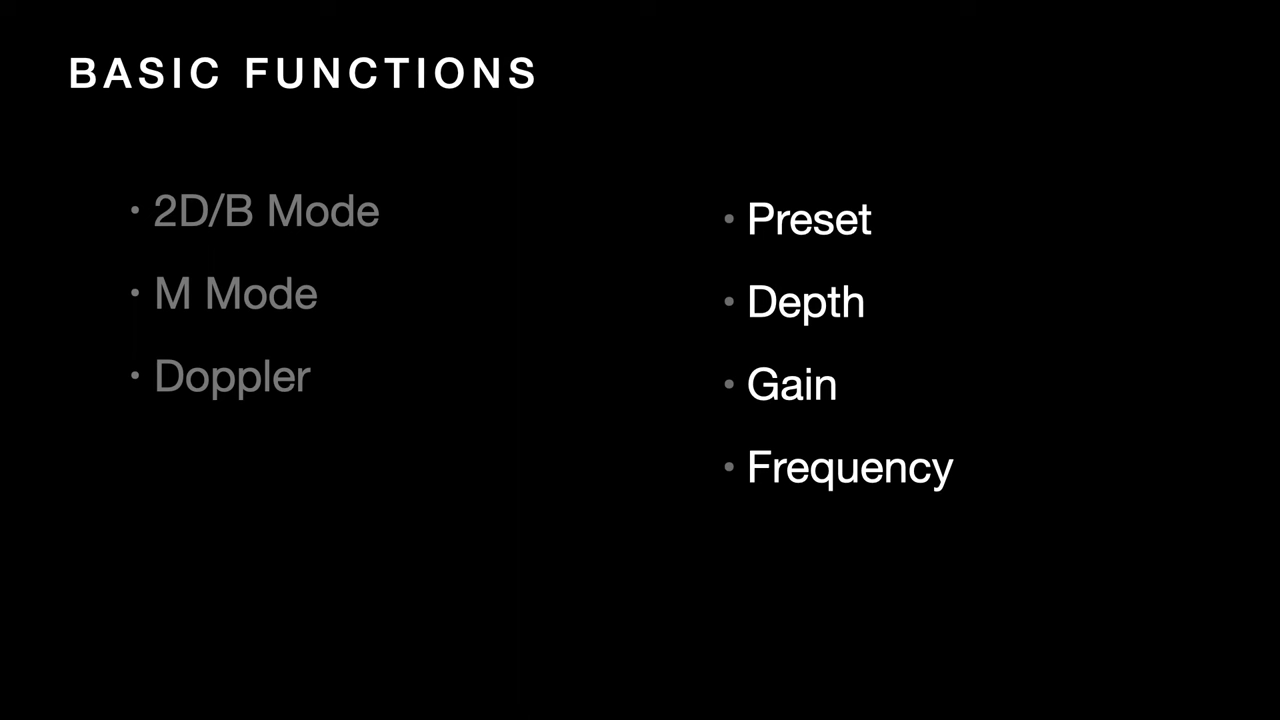 BASIC FUNCTIONS
• 2D/B Mode
• M Mode
• Doppler
• Preset
• Depth
• Gain
• Frequency